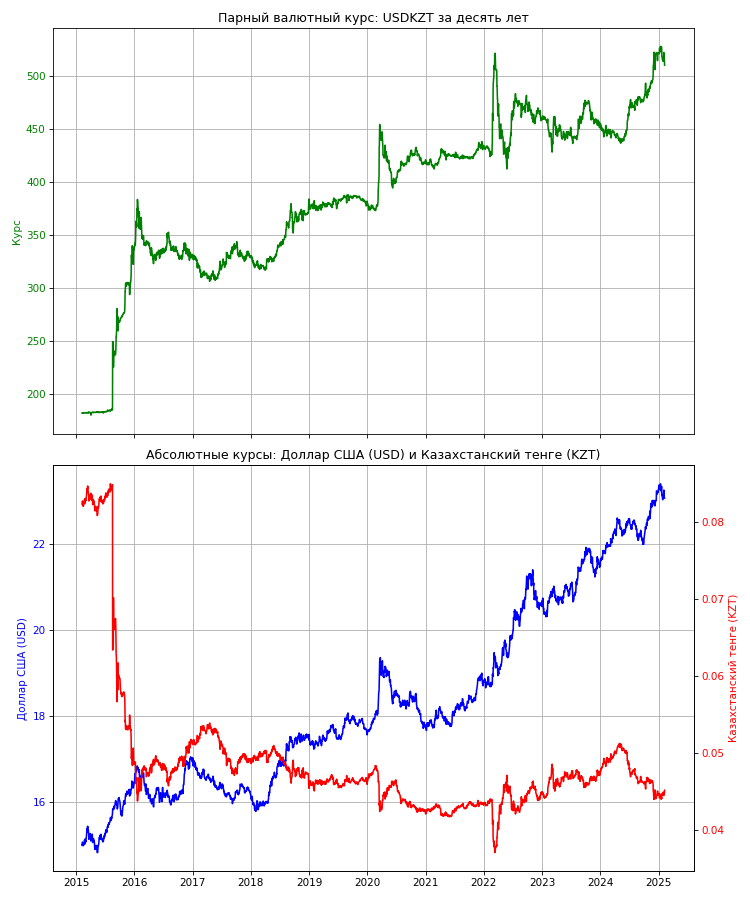 Парный валютный курс: USDKZT за десять лет
500
450
400
350
300
250
200
Курс
Абсолютные курсы: Доллар США (USD) и Казахстанский тенге (KZT)
22
20
18
16
Доллар США (USD)
0.08
0.07
0.06
0.05
0.04
Казахстанский тенге (KZT)
2015 2016 2017 2018 2019 2020 2021 2022 2023 2024 2025